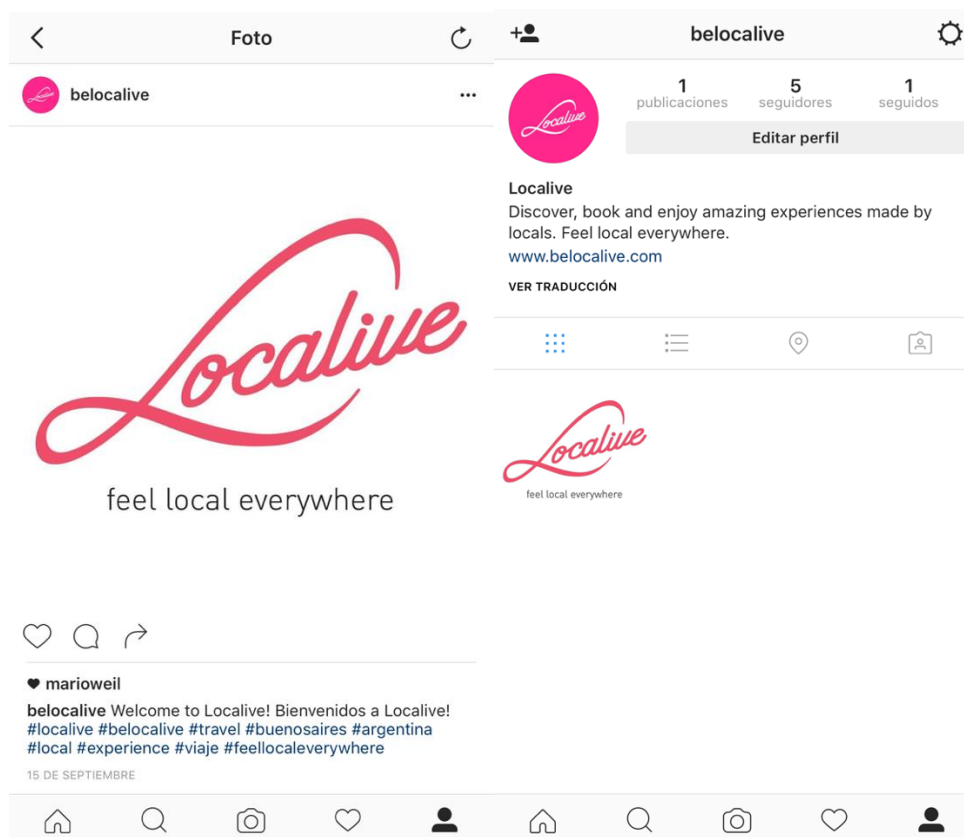 Foto
belocalive
Localive
feel local everywhere
marioweil
belocalive Welcome to Localive! Bienvenidos a Localive!
#localive #belocalive #travel #buenosaires #argentina
#local #experience #viaje #feellocaleverywhere
15 DE SEPTIEMBRE
belocalive
Localive
1 5 1
publicaciones seguidores seguidos
Editar perfil
Localive
Discover, book and enjoy amazing experiences made by
locals. Feel local everywhere.
www.belocalive.com
VER TRADUCCIÓN
Localive
feel local everywhere